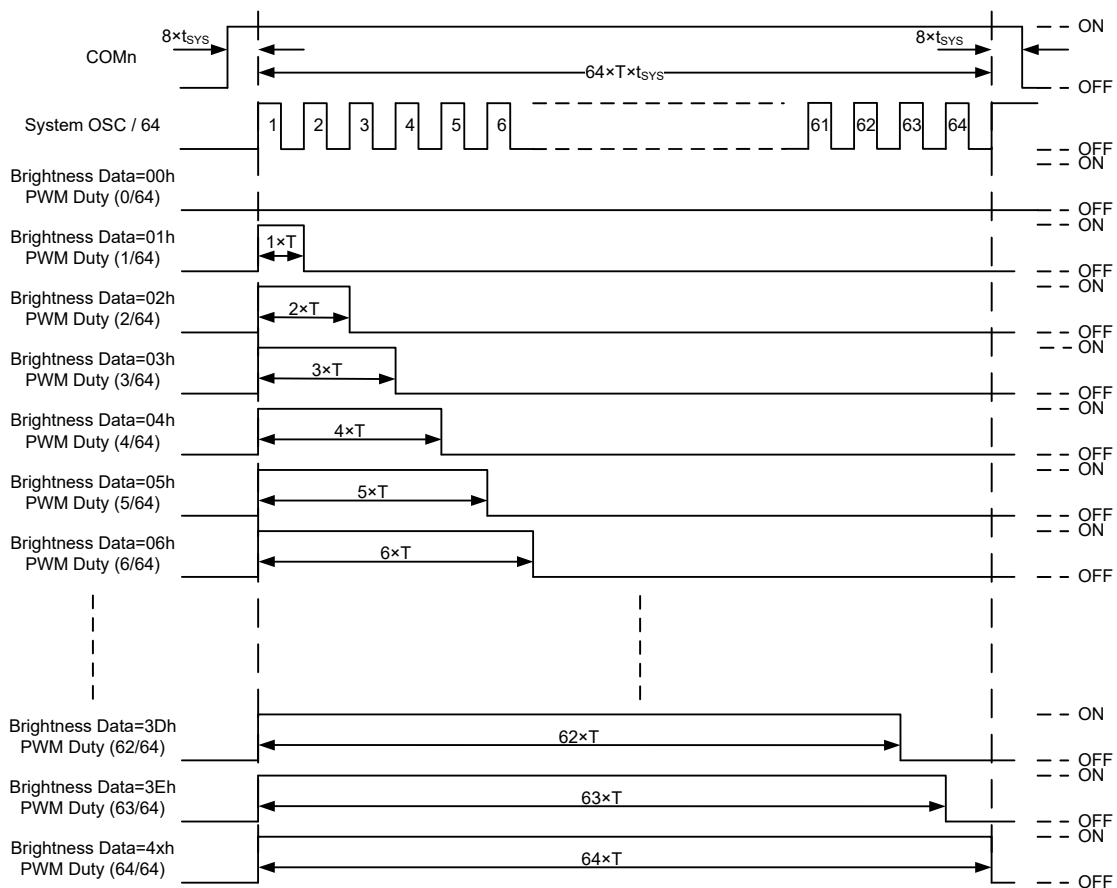 ON
8×tSYS
8×tSYS
COMn
64×T×tSYS
OFF
System OSC / 64
1 2 3 4 5 6 61 62 63 64
OFF
ON
Brightness Data=00h
PWM Duty (0/64)
OFF
ON
Brightness Data=01h
PWM Duty (1/64)
1×T
OFF
ON
Brightness Data=02h
PWM Duty (2/64)
2×T
OFF
ON
Brightness Data=03h
PWM Duty (3/64)
3×T
OFF
ON
Brightness Data=04h
PWM Duty (4/64)
4×T
OFF
ON
Brightness Data=05h
PWM Duty (5/64)
5×T
OFF
ON
Brightness Data=06h
PWM Duty (6/64)
6×T
OFF
ON
Brightness Data=3Dh
PWM Duty (62/64)
62×T
OFF
ON
Brightness Data=3Eh
PWM Duty (63/64)
63×T
OFF
ON
Brightness Data=4xh
PWM Duty (64/64)
64×T
OFF